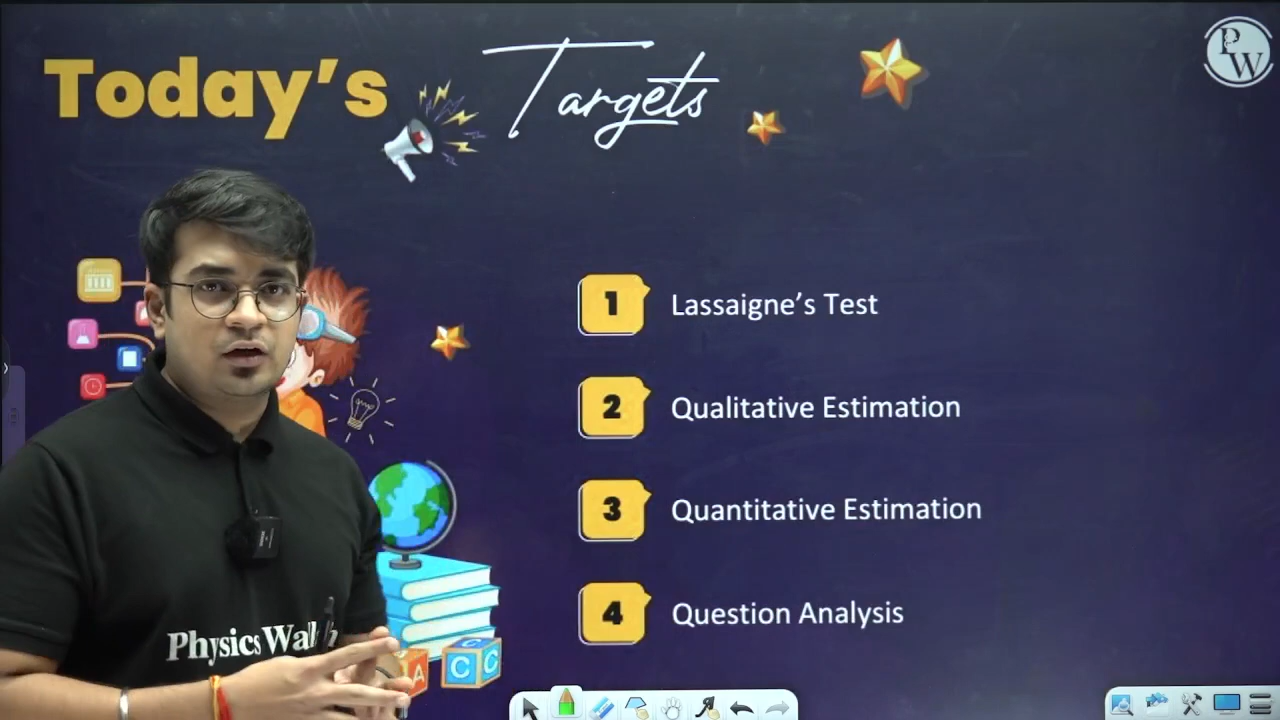 Today's Targets
PW
1 Lassaigne's Test
2 Qualitative Estimation
3 Quantitative Estimation
4 Question Analysis
Physics Wallah
A
C C